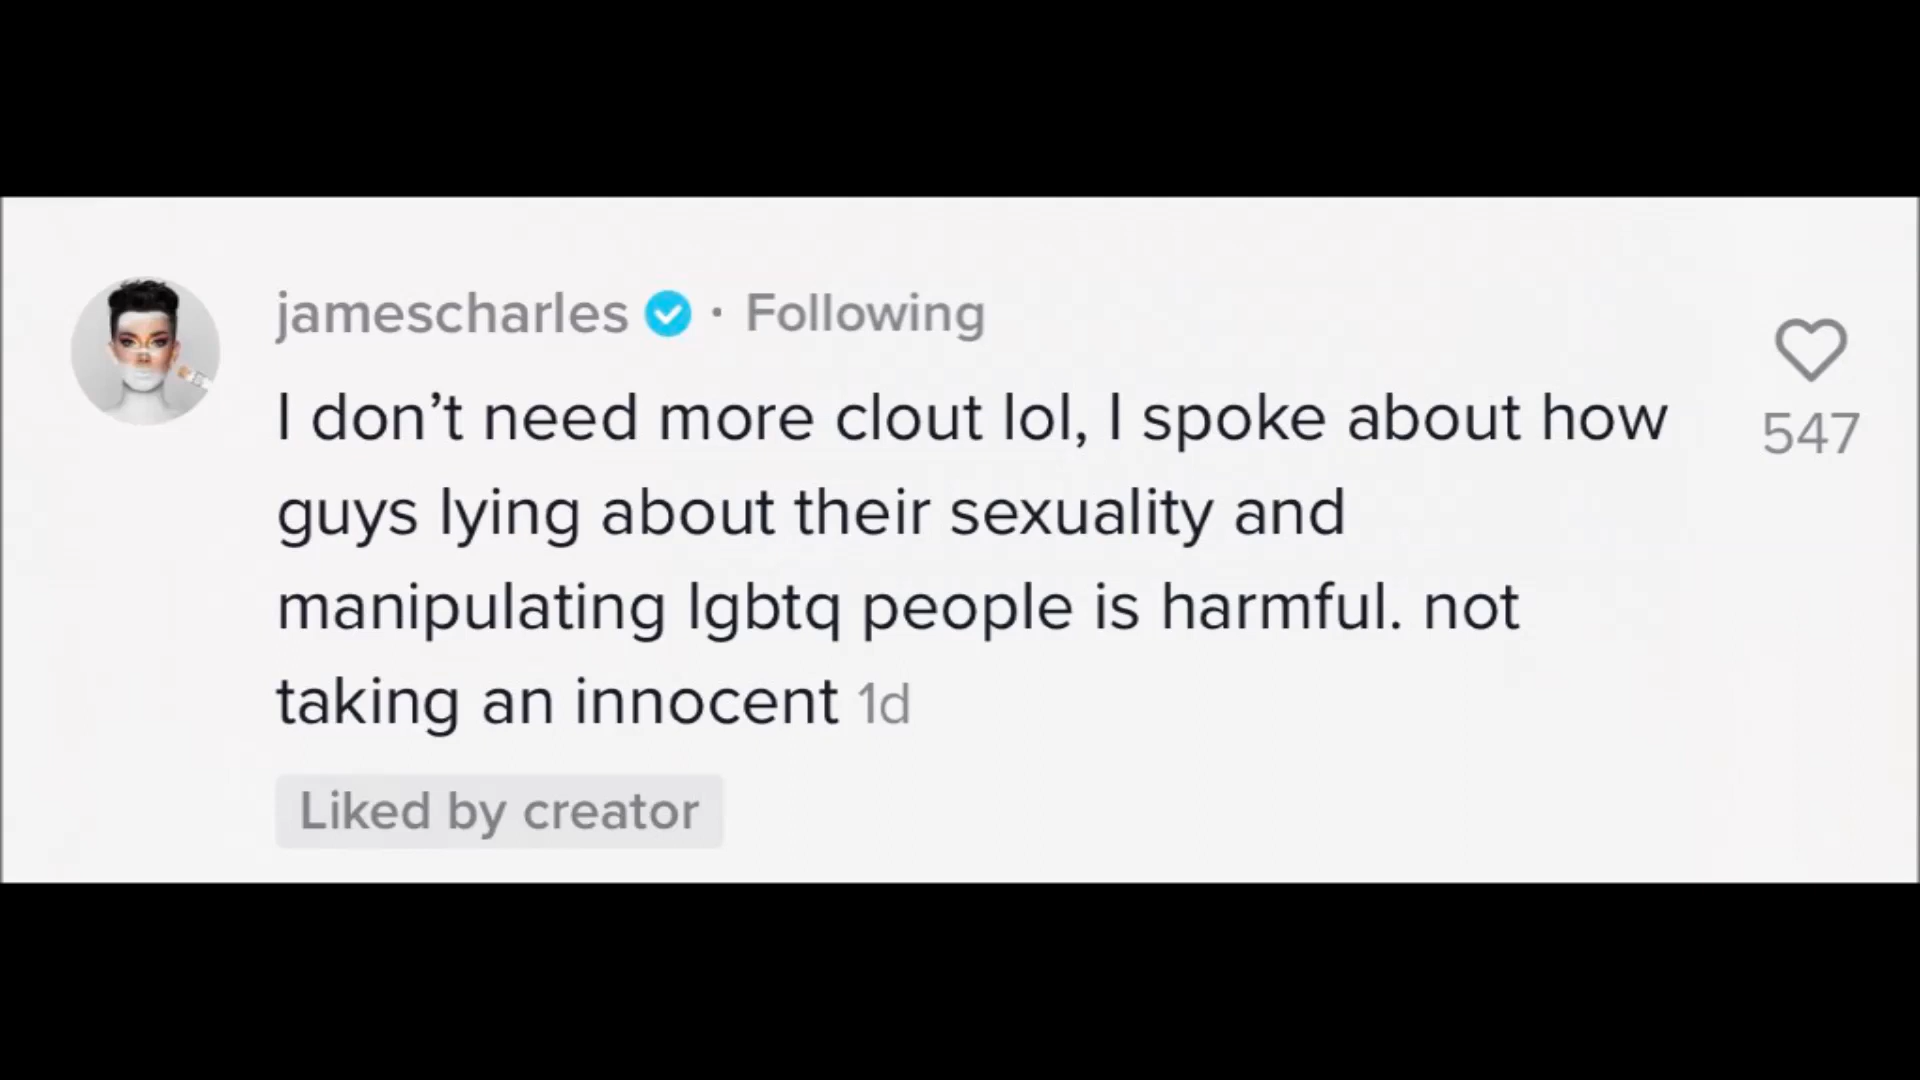 jamescharles · Following
I don’t need more clout lol, I spoke about how
guys lying about their sexuality and
manipulating lgbtq people is harmful. not
taking an innocent 1d
Liked by creator
547